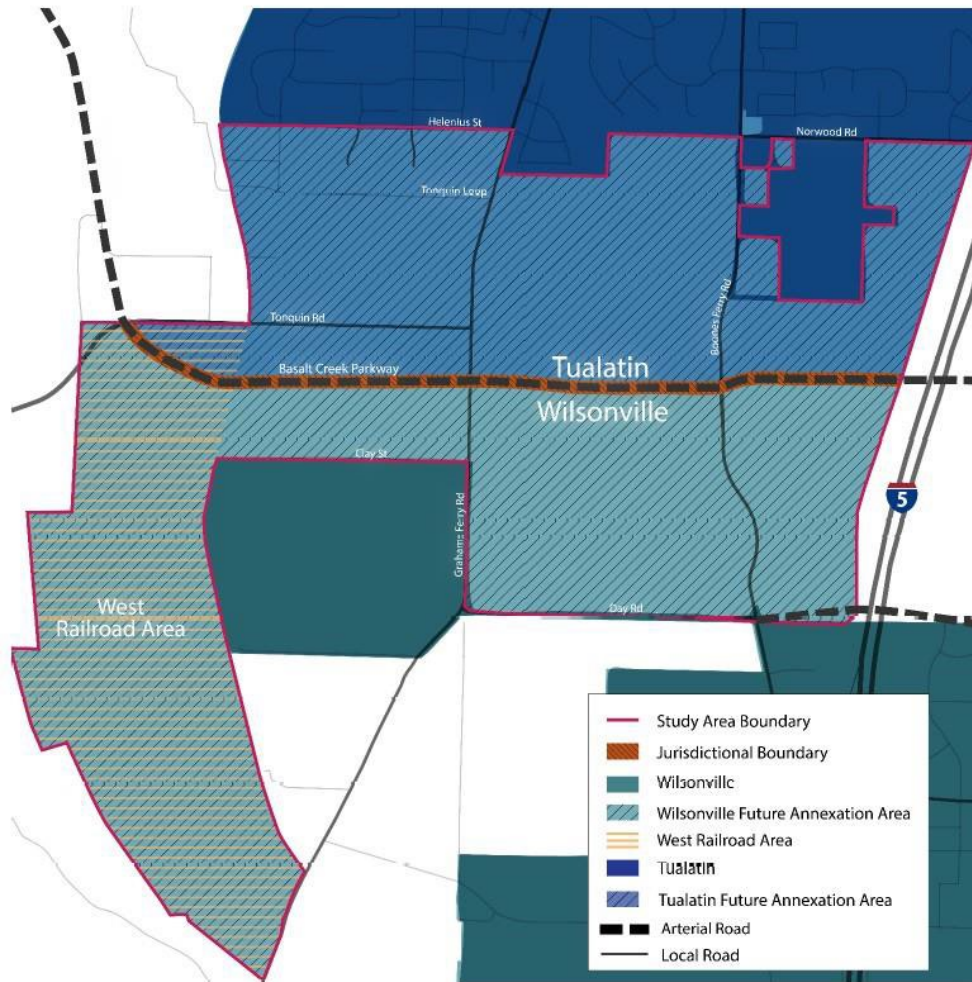 Helenius St
Norwood Rd
Tonquin Loop
Boones Ferry Rd
Tonquin Rd
Basalt Creek Parkway
Tualatin
Wilsonville
Clay St
5
Grahams Ferry Rd
West
Railroad Area
Day Rd
Study Area Boundary
Jurisdictional Boundary
Wilsonville
Wilsonville Future Annexation Area
West Railroad Area
Tualatin
Tualatin Future Annexation Area
Arterial Road
Local Road